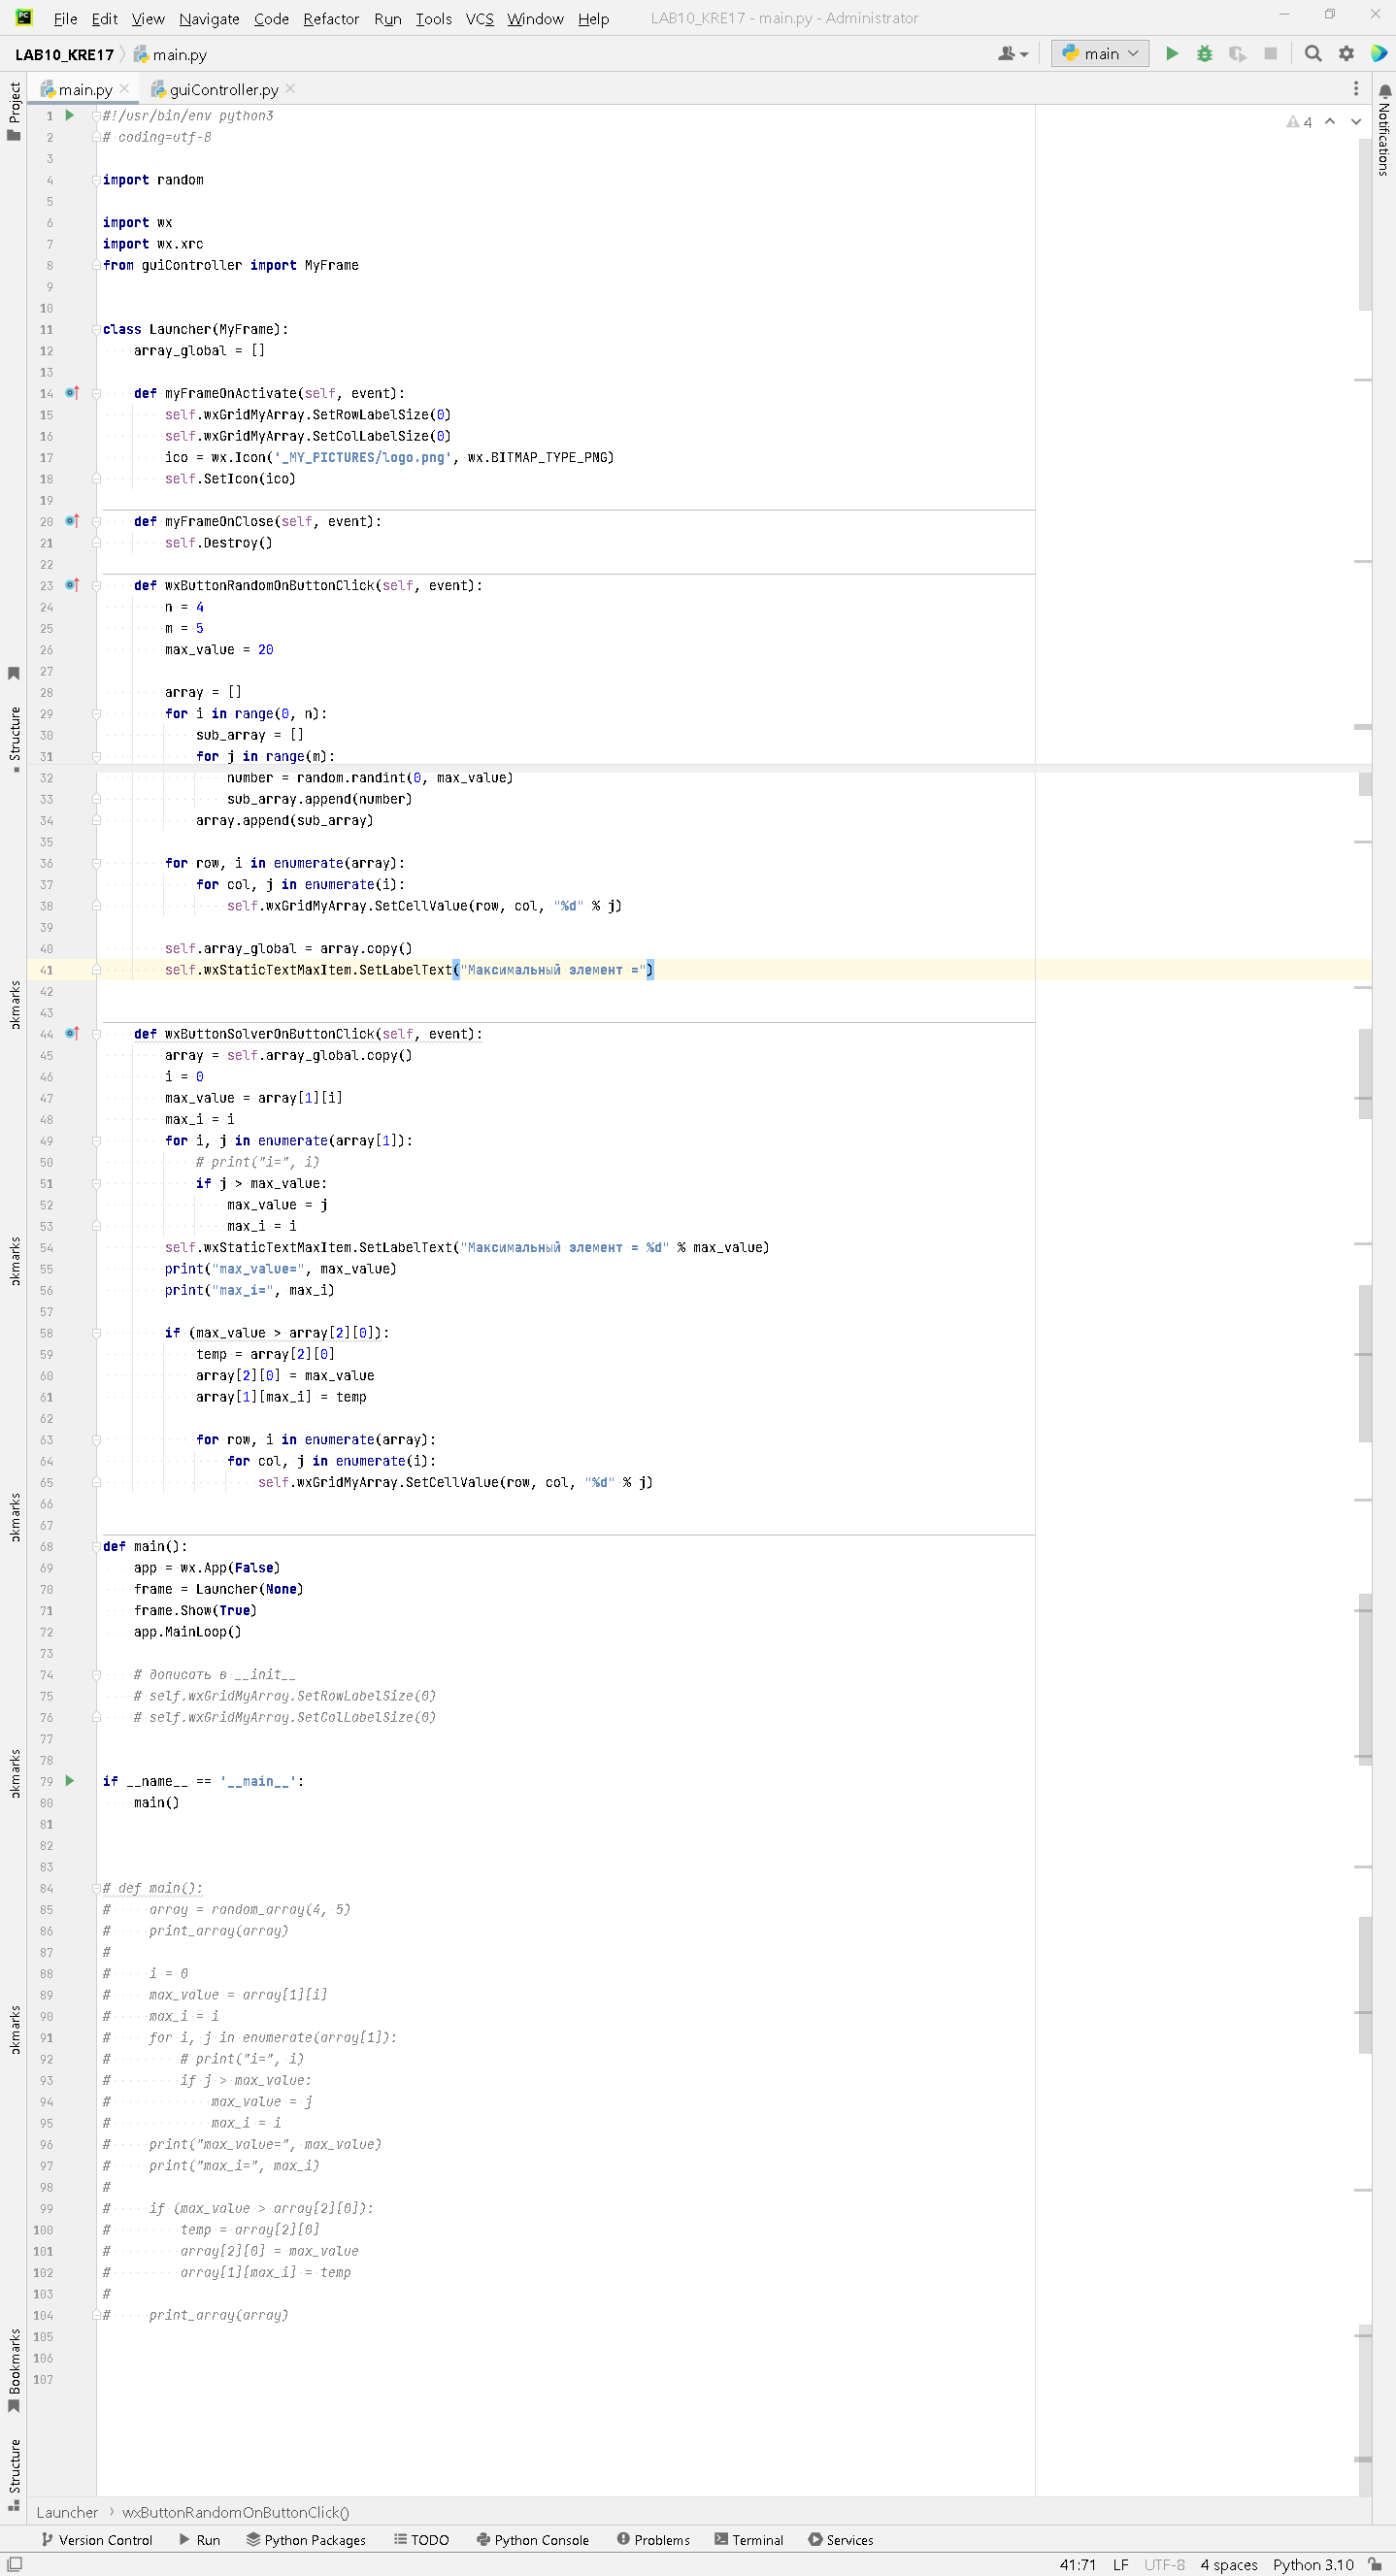 File Edit View Navigate Code Refactor Run Tools VCS Window Help LAB10_KRE17 - main.py - Administrator
LAB10_KRE17 main.py main
main.py guiController.py
Project
Notifications
4
1 #!/usr/bin/env python3
2 # coding=utf-8
3
4 import random
5
6 import wx
7 import wx.xrc
8 from guiController import MyFrame
9
10
11 class Launcher(MyFrame):
12     array_global = []
13
14     def myFrameOnActivate(self, event):
15         self.wxGridMyArray.SetRowLabelSize(0)
16         self.wxGridMyArray.SetColLabelSize(0)
17         ico = wx.Icon('_MY_PICTURES/logo.png', wx.BITMAP_TYPE_PNG)
18         self.SetIcon(ico)
19
20     def myFrameOnClose(self, event):
21         self.Destroy()
22
23     def wxButtonRandomOnButtonClick(self, event):
24         n = 4
25         m = 5
26         max_value = 20
27
28         array = []
29         for i in range(0, n):
30             sub_array = []
31             for j in range(m):
32                 number = random.randint(0, max_value)
33                 sub_array.append(number)
34             array.append(sub_array)
35
36         for row, i in enumerate(array):
37             for col, j in enumerate(i):
38                 self.wxGridMyArray.SetCellValue(row, col, "%d" % j)
39
40         self.array_global = array.copy()
41         self.wxStaticTextMaxItem.SetLabelText("Максимальный элемент =")
42
43
44     def wxButtonSolverOnButtonClick(self, event):
45         array = self.array_global.copy()
46         i = 0
47         max_value = array[1][i]
48         max_i = i
49         for i, j in enumerate(array[1]):
50             # print("i=", i)
51             if j > max_value:
52                 max_value = j
53                 max_i = i
54         self.wxStaticTextMaxItem.SetLabelText("Максимальный элемент = %d" % max_value)
55         print("max_value=", max_value)
56         print("max_i=", max_i)
57
58         if (max_value > array[2][0]):
59             temp = array[2][0]
60             array[2][0] = max_value
61             array[1][max_i] = temp
62
63             for row, i in enumerate(array):
64                 for col, j in enumerate(i):
65                     self.wxGridMyArray.SetCellValue(row, col, "%d" % j)
66
67
68 def main():
69     app = wx.App(False)
70     frame = Launcher(None)
71     frame.Show(True)
72     app.MainLoop()
73
74     # дописать в __init__
75     # self.wxGridMyArray.SetRowLabelSize(0)
76     # self.wxGridMyArray.SetColLabelSize(0)
77
78
79 if __name__ == '__main__':
80     main()
81
82
83
84 # def main():
85 #     array = random_array(4, 5)
86 #     print_array(array)
87 #
88 #     i = 0
89 #     max_value = array[1][i]
90 #     max_i = i
91 #     for i, j in enumerate(array[1]):
92 #         # print("i=", i)
93 #         if j > max_value:
94 #             max_value = j
95 #             max_i = i
96 #     print("max_value=", max_value)
97 #     print("max_i=", max_i)
98 #
99 #     if (max_value > array[2][0]):
100 #         temp = array[2][0]
101 #         array[2][0] = max_value
102 #         array[1][max_i] = temp
103 #
104 #     print_array(array)
105
106
107
Structure
okmarks
okmarks
okmarks
okmarks
okmarks
Bookmarks
Structure
Launcher wxButtonRandomOnButtonClick()
Version Control Run Python Packages TODO Python Console Problems Terminal Services
41:71 LF UTF-8 4 spaces Python 3.10